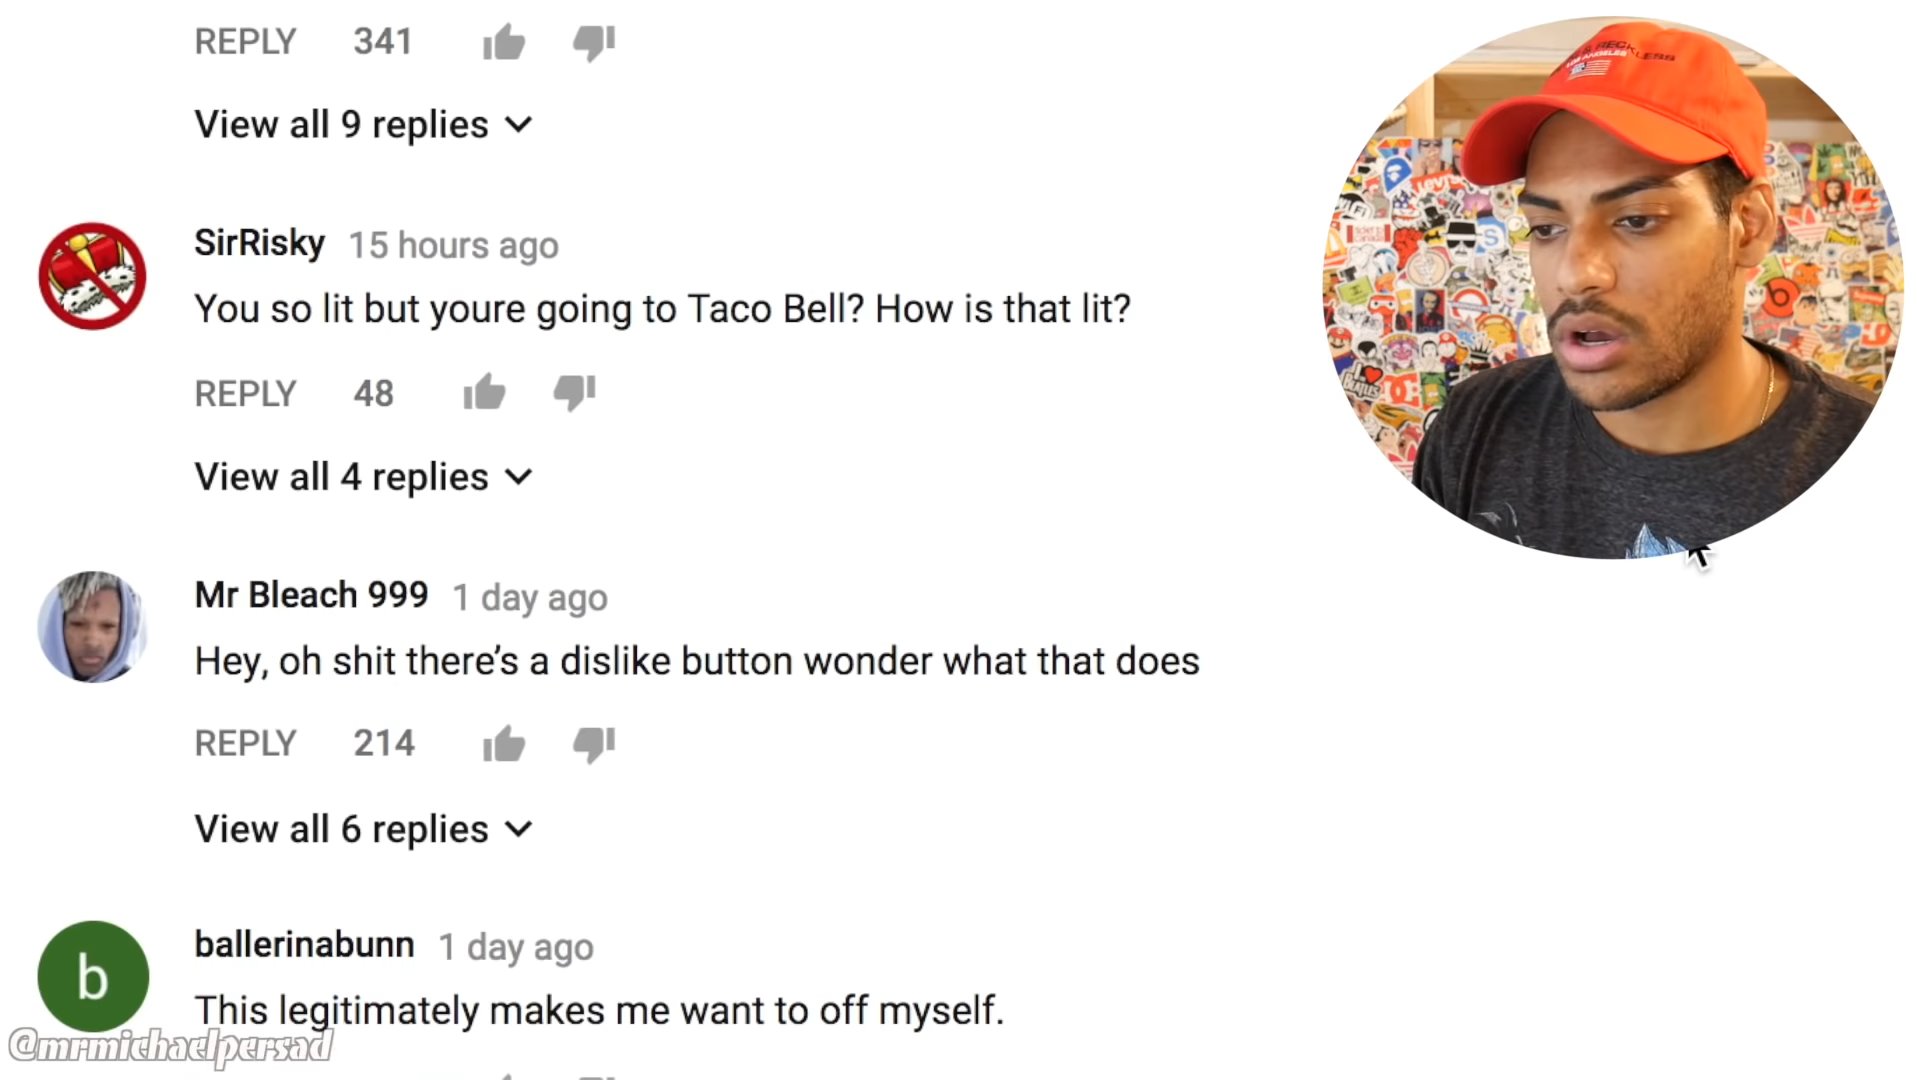 REPLY 341
View all 9 replies
SirRisky 15 hours ago
You so lit but youre going to Taco Bell? How is that lit?
REPLY 48
View all 4 replies
Mr Bleach 999 1 day ago
Hey, oh shit there's a dislike button wonder what that does
REPLY 214
View all 6 replies
b
ballerinabunn 1 day ago
This legitimately makes me want to off myself.
@mrmichaelpersad
RECKLESS
LOS ANGELES